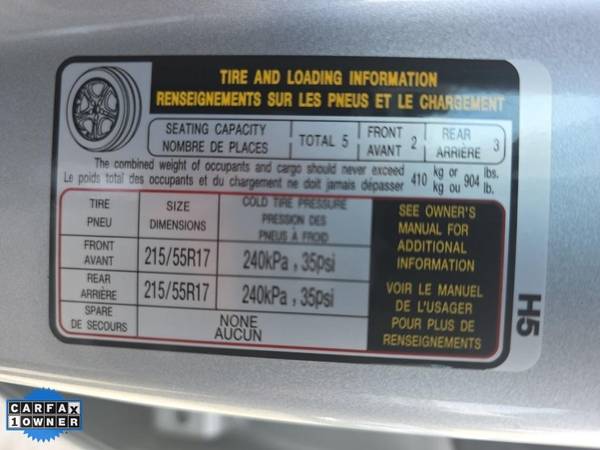 TIRE AND LOADING INFORMATION
RENSEIGNEMENTS SUR LES PNEUS ET LE CHARGEMENT
SEATING CAPACITY
NOMBRE DE PLACES
TOTAL 5
FRONT
AVANT
2
REAR
ARRIÈRE
3
The combined weight of occupants and cargo should never exceed
Le poids total des occupants et du chargement ne doit jamais dépasser
410 kg or kg ou 904 lbs. lb.
TIRE
PNEU
SIZE
DIMENSIONS
COLD TIRE PRESSURE
PRESSION DES
PNEUS À FROID
FRONT
AVANT
215/55R17
240kPa , 35psi
REAR
ARRIÈRE
215/55R17
240kPa , 35psi
SPARE
DE SECOURS
NONE
AUCUN
SEE OWNER'S
MANUAL FOR
ADDITIONAL
INFORMATION
VOIR LE MANUEL
DE L'USAGER
POUR PLUS DE
RENSEIGNEMENTS
H5
CARFAX
1 OWNER